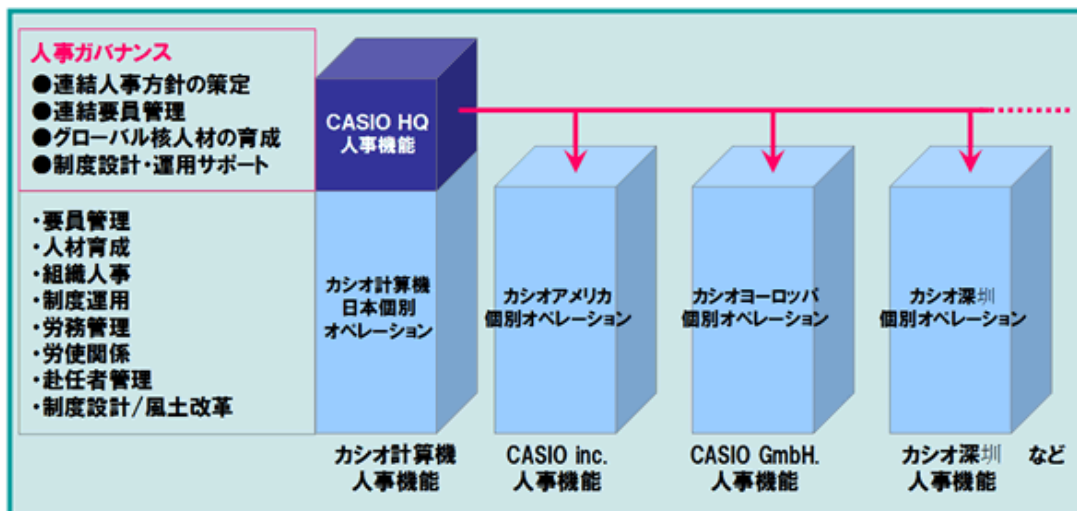 人事ガバナンス
●連結人事方針の策定
●連結要員管理
●グローバル核人材の育成
●制度設計・運用サポート
・要員管理
・人材育成
・組織人事
・制度運用
・労務管理
・労使関係
・赴任者管理
・制度設計/風土改革
CASIO HQ
人事機能
カシオ計算機
日本個別
オペレーション
カシオアメリカ
個別オペレーション
カシオヨーロッパ
個別オペレーション
カシオ深圳
個別オペレーション
カシオ計算機
人事機能
CASIO inc.
人事機能
CASIO GmbH.
人事機能
カシオ深圳
人事機能
など